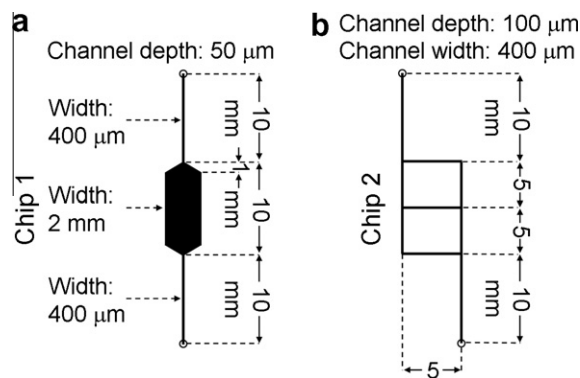 a
Channel depth: 50 μm
Width:
400 μm
Chip 1
Width:
2 mm
Width:
400 μm
10
mm
1
mm
10
mm
10
mm
b
Channel depth: 100 μm
Channel width: 400 μm
Chip 2
10
mm
5
5
10
mm
5